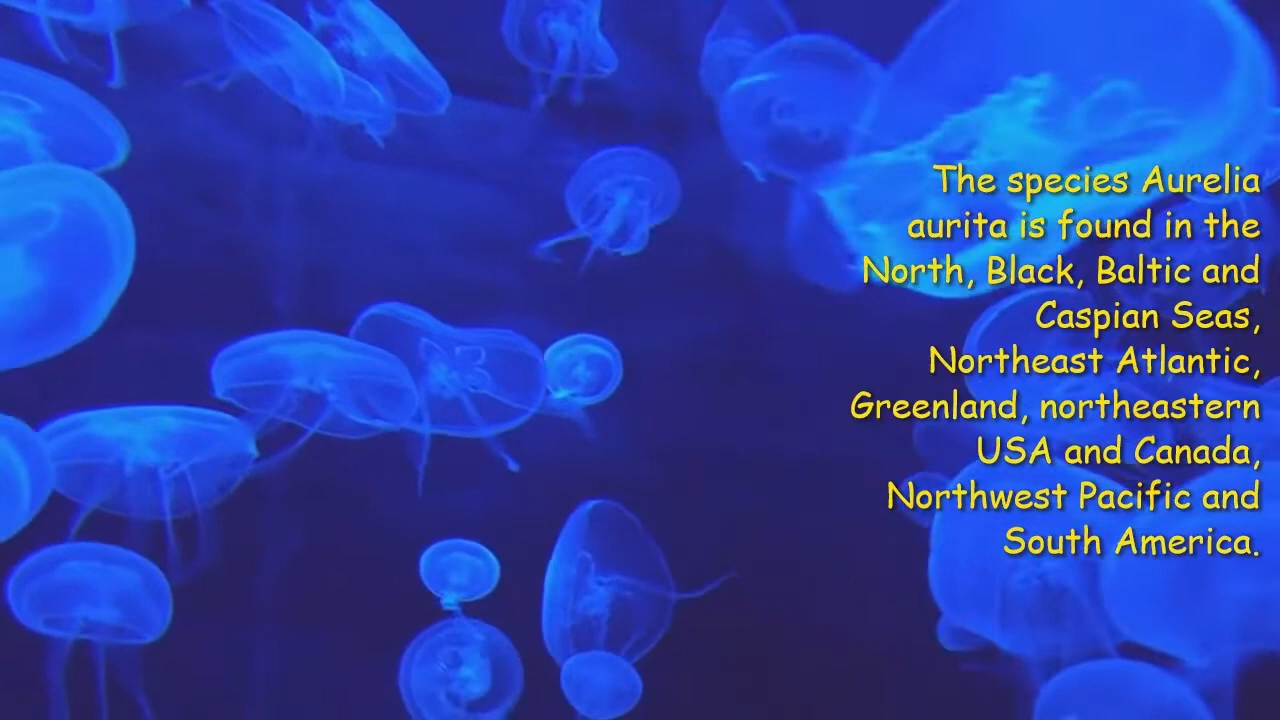 The species Aurelia
aurita is found in the
North, Black, Baltic and
Caspian Seas,
Northeast Atlantic,
Greenland, northeastern
USA and Canada,
Northwest Pacific and
South America.